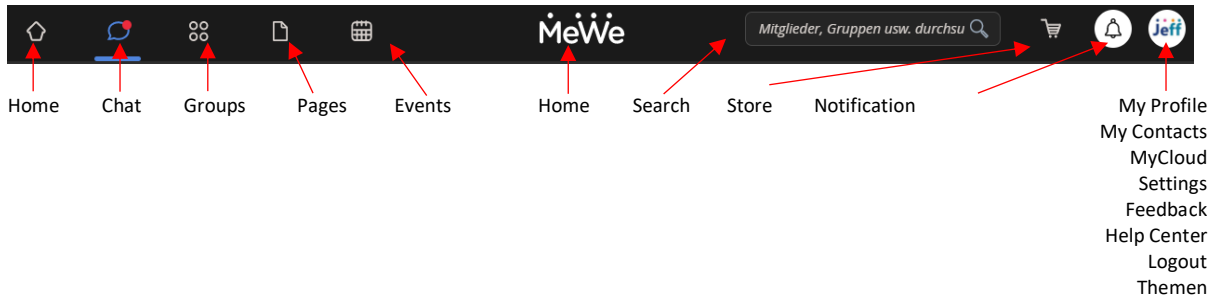 MeWe
Mitglieder, Gruppen usw. durchsu
jeff
Home Chat Groups Pages Events Home Search Store Notification My Profile
My Contacts
MyCloud
Settings
Feedback
Help Center
Logout
Themen